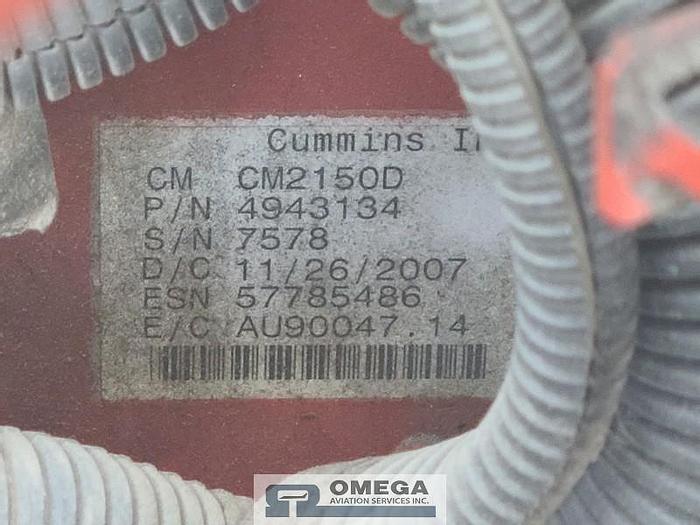 Cummins I
CM CM2150D
P/N 4943134
S/N 7578
D/C 11/26/2007
ESN 57785486
E/C AU90047.14
OMEGA
AVIATION SERVICES INC.